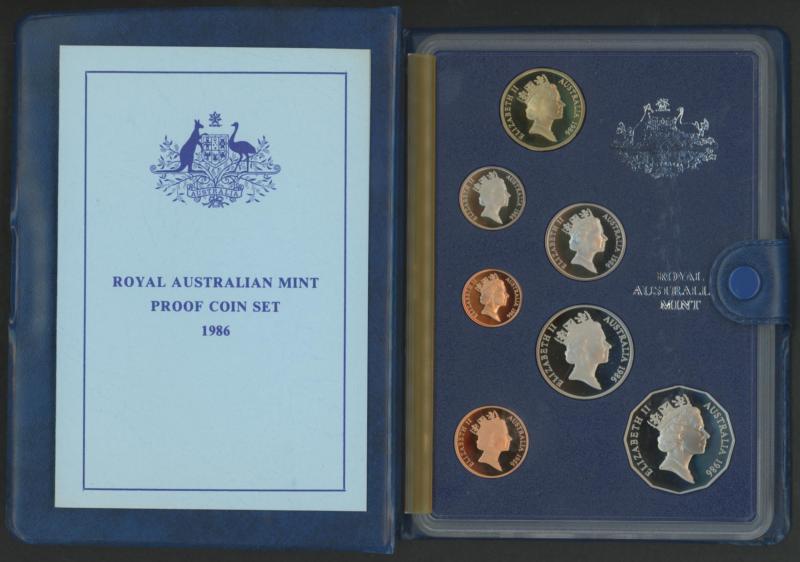 AUSTRALIA
ROYAL AUSTRALIAN MINT
PROOF COIN SET
1986
ELIZABETH II AUSTRALIA 1986
ELIZABETH II AUSTRALIA 1986
ELIZABETH II AUSTRALIA 1986
ELIZABETH II AUSTRALIA 1986
ELIZABETH II AUSTRALIA 1986
ELIZABETH II AUSTRALIA 1986
ELIZABETH II AUSTRALIA 1986
ROYAL
AUSTRALI
MINT